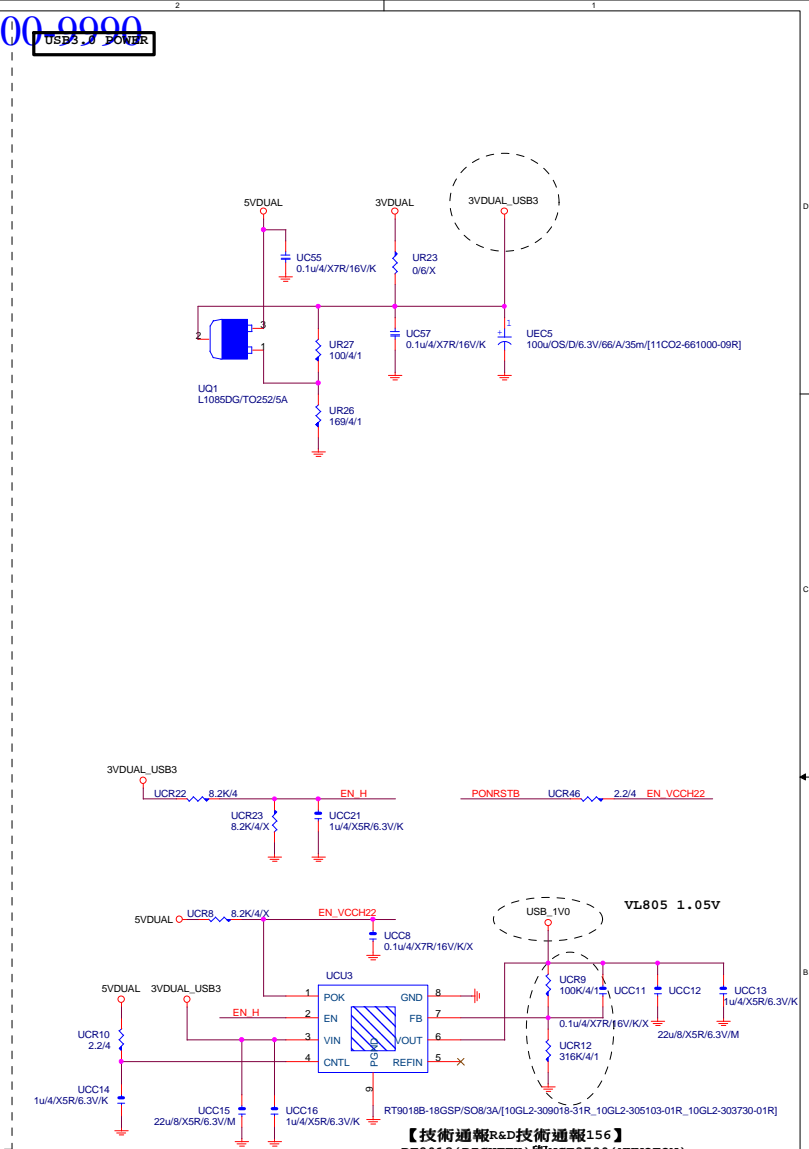 2
1
00-9990
USB3.0 POWER
D
5VDUAL
3VDUAL
3VDUAL_USB3
UC55
0.1u/4/X7R/16V/K
UR23
0/6/X
3
2
1
UR27
100/4/1
UC57
0.1u/4/X7R/16V/K
1
+
UEC5
100u/OS/D/6.3V/66/A/35m/[11CO2-661000-09R]
UQ1
L1085DG/TO252/5A
UR26
169/4/1
C
3VDUAL_USB3
UCR22
8.2K/4
EN_H
PONRSTB
UCR46
2.2/4
EN_VCCH22
UCR23
8.2K/4/X
UCC21
1u/4/X5R/6.3V/K
5VDUAL
UCR8
8.2K/4/X
EN_VCCH22
USB_1V0
VL805 1.05V
UCC8
0.1u/4/X7R/16V/K/X
B
UCU3
5VDUAL
3VDUAL_USB3
1
POK
GND
8
UCR9
100K/4/1
UCC11
UCC12
UCC13
1u/4/X5R/6.3V/K
EN_H
2
EN
FB
7
0.1u/4/X7R/16V/K/X
UCR10
2.2/4
3
VIN
VOUT
6
22u/8/X5R/6.3V/M
4
CNTL
PGND
REFIN
5
UCR12
316K/4/1
9
UCC14
1u/4/X5R/6.3V/K
UCC15
22u/8/X5R/6.3V/M
UCC16
1u/4/X5R/6.3V/K
RT9018B-18GSP/SO8/3A/[10GL2-309018-31R_10GL2-305103-01R_10GL2-303730-01R]
【技術通報R&D技術通報156】